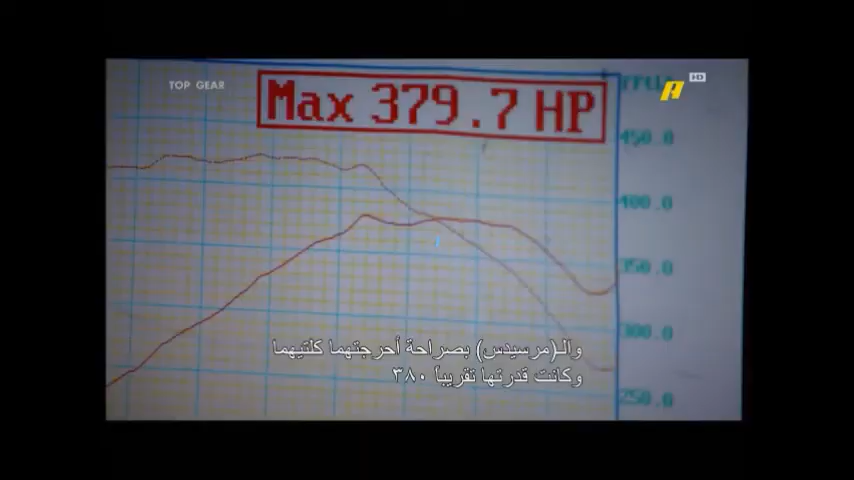 TOP GEAR
HD
Max 379.7 HP
450.0
400.0
350.0
300.0
250.0
والـ(مرسيدس) بصراحة أحرجتهما كلتيهما
وكانت قدرتها تقريباً ٣٨٠